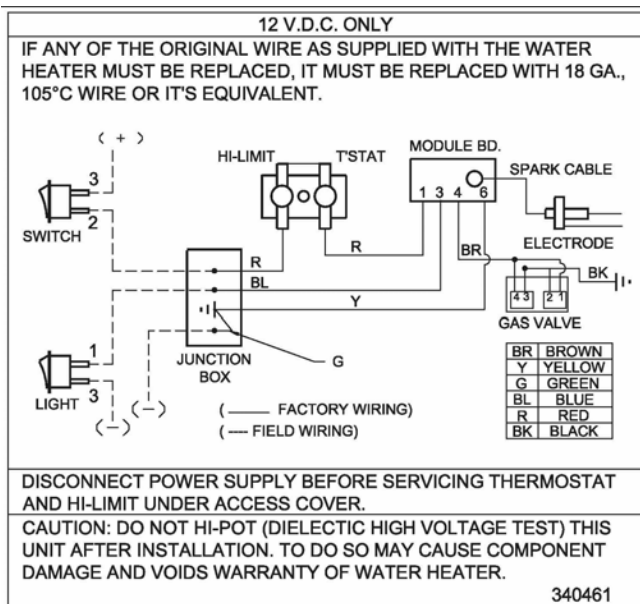 12 V.D.C. ONLY
IF ANY OF THE ORIGINAL WIRE AS SUPPLIED WITH THE WATER
HEATER MUST BE REPLACED, IT MUST BE REPLACED WITH 18 GA.,
105°C WIRE OR IT'S EQUIVALENT.
( + )
3
2
SWITCH
HI-LIMIT
T'STAT
MODULE BD.
1 3 4 6
SPARK CABLE
ELECTRODE
R
R
BR
BL
Y
BK
4 3 2 1
GAS VALVE
JUNCTION
BOX
G
1
3
LIGHT
(−)
(−)
( —— FACTORY WIRING)
( ---- FIELD WIRING)
BR BROWN
Y YELLOW
G GREEN
BL BLUE
R RED
BK BLACK
DISCONNECT POWER SUPPLY BEFORE SERVICING THERMOSTAT
AND HI-LIMIT UNDER ACCESS COVER.
CAUTION: DO NOT HI-POT (DIELECTIC HIGH VOLTAGE TEST) THIS
UNIT AFTER INSTALLATION. TO DO SO MAY CAUSE COMPONENT
DAMAGE AND VOIDS WARRANTY OF WATER HEATER.
340461